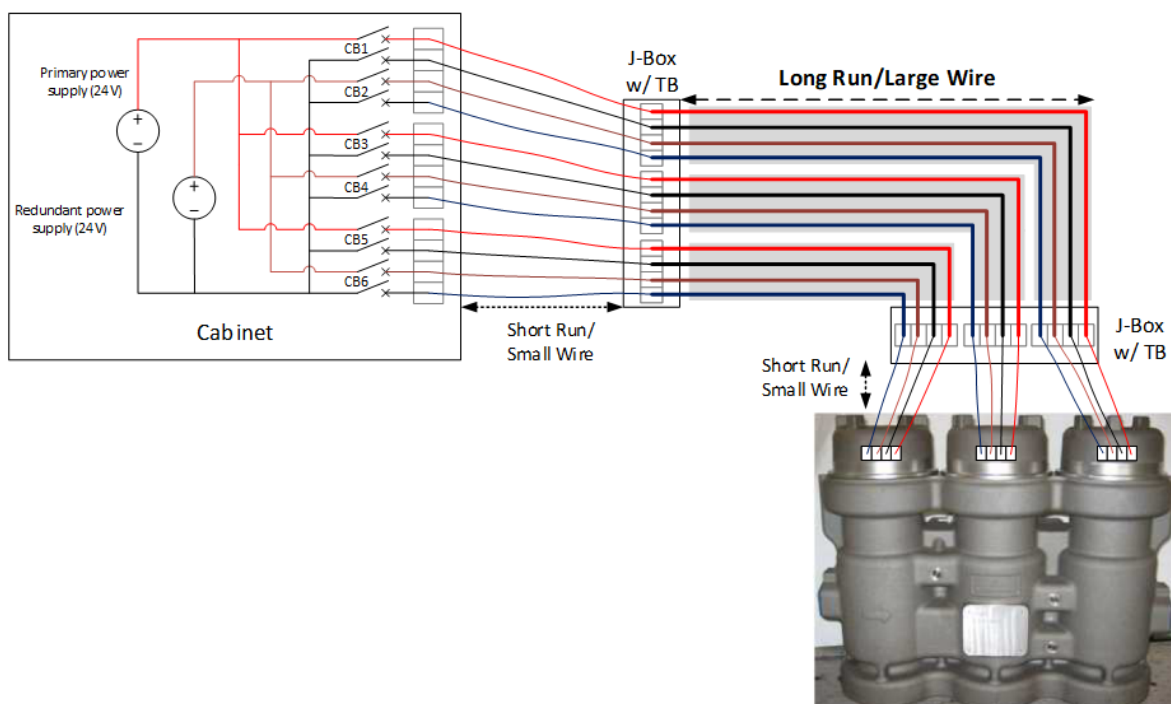 Primary power
supply (24V)
+
−
Redundant power
supply (24V)
+
−
CB1
CB2
CB3
CB4
CB5
CB6
Cabinet
J-Box
w/ TB
Long Run/Large Wire
Short Run/
Small Wire
J-Box
w/ TB
Short Run/
Small Wire